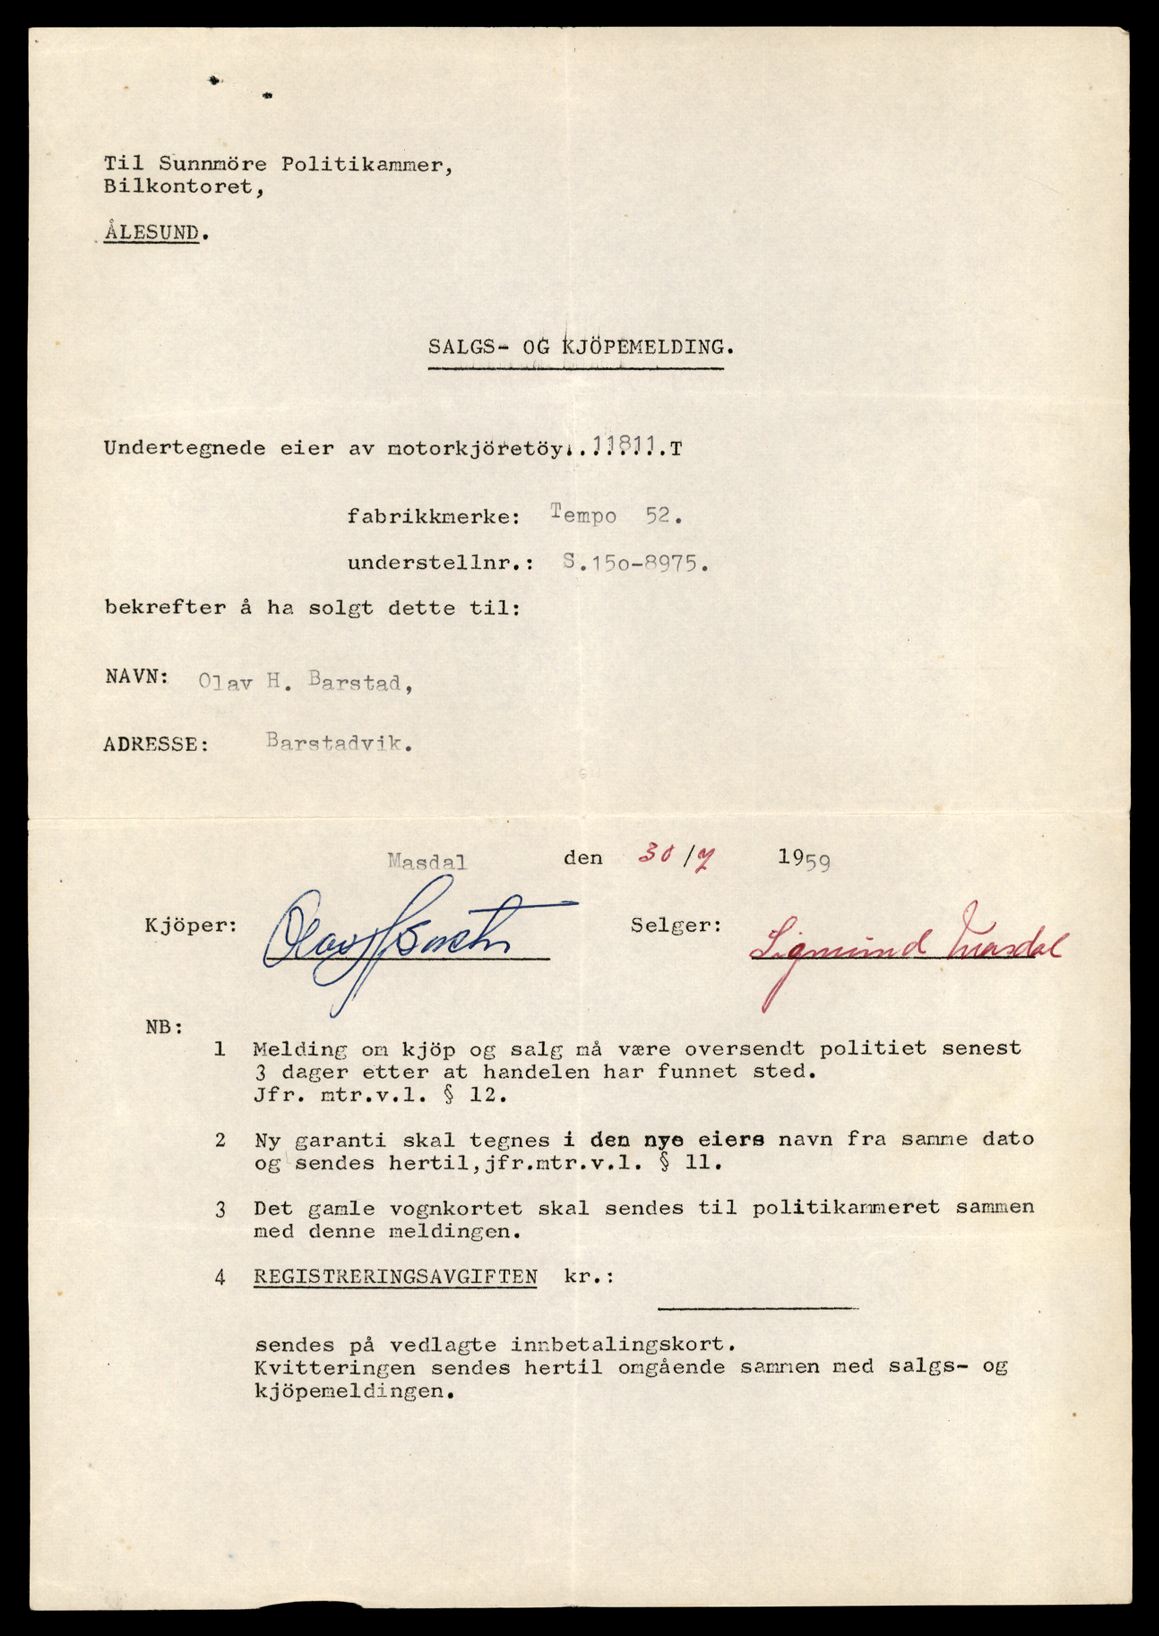 Til Sunnmöre Politikammer,
Bilkontoret,
ÅLESUND.
SALGS- OG KJÖPEMELDING.
Undertegnede eier av motorkjöretöy..11811.T
fabrikkmerke: Tempo 52.
understellnr.: S.15o-8975.
bekrefter å ha solgt dette til:
NAVN: Olav H. Barstad,
ADRESSE: Barstadvik.
Masdal den 30/7 1959
Kjöper: Olav H Barstad Selger: Sigmund Masdal
NB:
1 Melding om kjöp og salg må være oversendt politiet senest
3 dager etter at handelen har funnet sted.
Jfr. mtr.v.l. § 12.
2 Ny garanti skal tegnes i den nye eiers navn fra samme dato
og sendes hertil,jfr.mtr.v.l. § 11.
3 Det gamle vognkortet skal sendes til politikammeret sammen
med denne meldingen.
4 REGISTRERINGSAVGIFTEN kr.:
sendes på vedlagte innbetalingskort.
Kvitteringen sendes hertil omgående sammen med salgs- og
kjöpemeldingen.